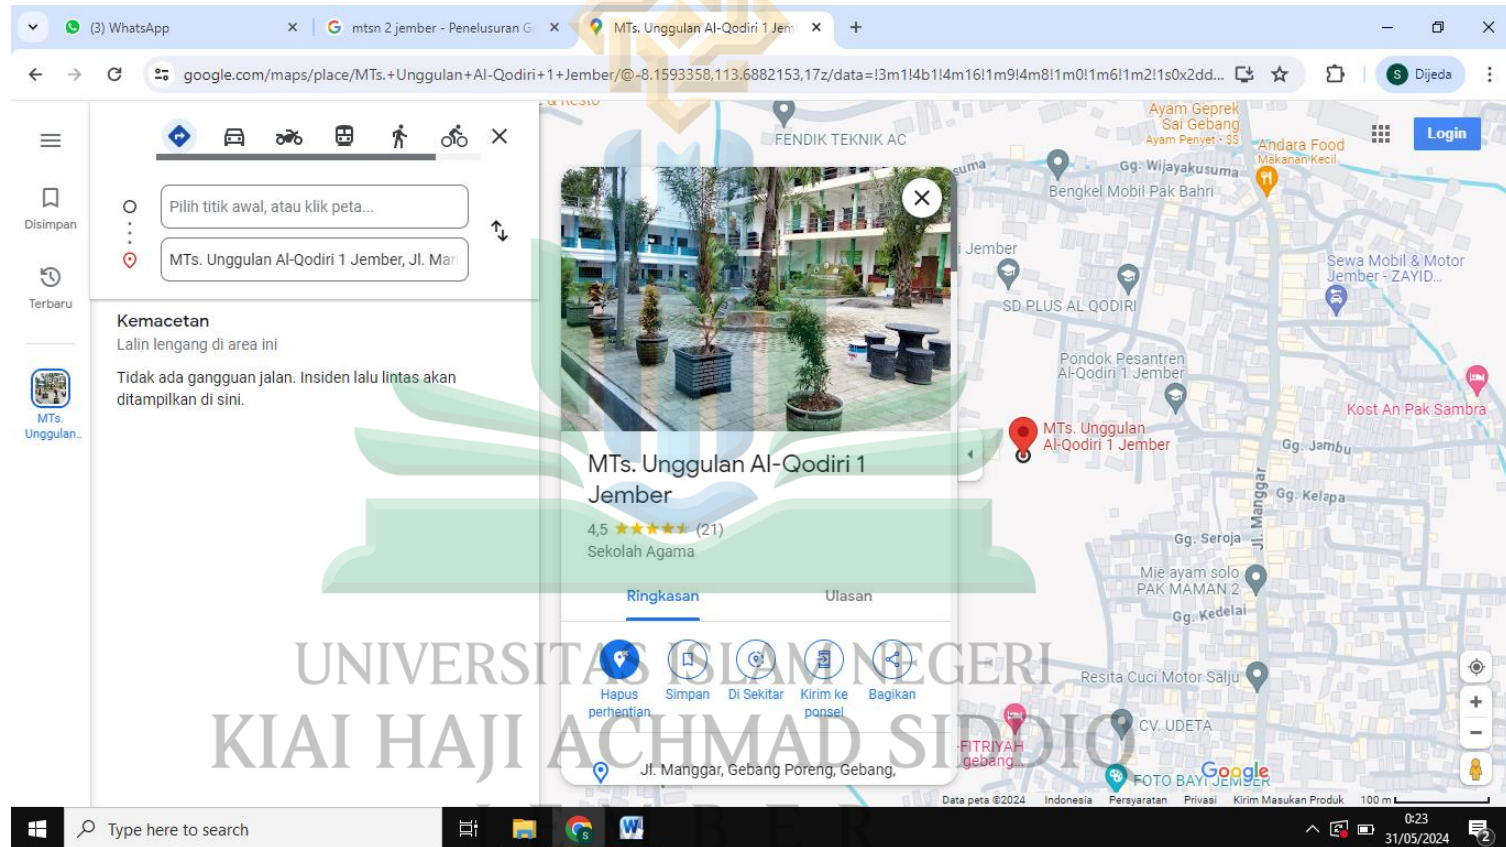 (3) WhatsApp
mtsn 2 jember - Penelusuran G
MTs. Unggulan Al-Qodiri 1 Jem
google.com/maps/place/MTs.+Unggulan+Al-Qodiri+1+Jember/@-8.1593358,113.6882153,17z/data=!3m1!4b1!4m16!1m9!4m8!1m0!1m6!1m2!1s0x2dd...
S Dijeda
Login
Disimpan
Terbaru
MTs.
Unggulan..
Pilih titik awal, atau klik peta...
MTs. Unggulan Al-Qodiri 1 Jember, Jl. Man
Kemacetan
Lalin lengang di area ini
Tidak ada gangguan jalan. Insiden lalu lintas akan
ditampilkan di sini.
MTs. Unggulan Al-Qodiri 1
Jember
4,5 (21)
Sekolah Agama
Ringkasan
Ulasan
Hapus
perhentian
Simpan
Di Sekitar
Kirim ke
ponsel
Bagikan
Jl. Manggar, Gebang Poreng, Gebang,
& Resto
FENDIK TEKNIK AC
Ayam Geprek
Sai Gebang
Ayam Penyet · SS
Andara Food
Makanan Kecil
suma
Gg. Wijayakusuma
Bengkel Mobil Pak Bahri
i Jember
SD PLUS AL QODIRI
Sewa Mobil & Motor
Jember - ZAYID...
Pondok Pesantren
Al-Qodiri 1 Jember
Kost An Pak Sambra
MTs. Unggulan
Al-Qodiri 1 Jember
Gg. Jambu
Gg. Kelapa
Jl. Manggar
Gg. Seroja
Mie ayam solo
PAK MAMAN 2
Gg. Kedelai
Resita Cuci Motor Salju
CV. UDETA
-FITRIYAH
gebang...
FOTO BAYI JEMBER
Google
Data peta ©2024 Indonesia Persyaratan Privasi Kirim Masukan Produk 100 m
UNIVERSITAS ISLAM NEGERI
KIAI HAJI ACHMAD SIDDIQ
JEMBER
Type here to search
0:23
31/05/2024
2